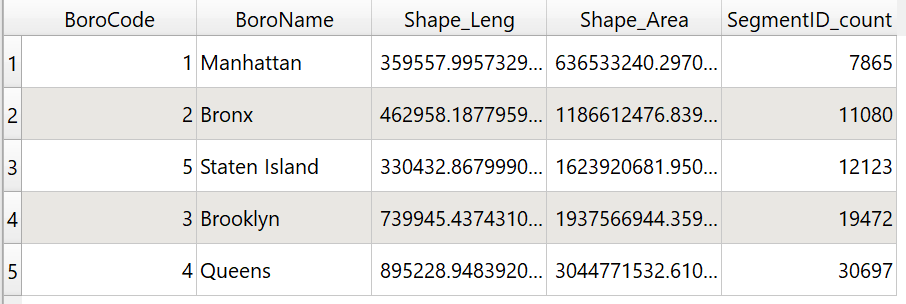 BoroCode BoroName Shape_Leng Shape_Area SegmentID_count
1 1 Manhattan 359557.9957329... 636533240.2970... 7865
2 2 Bronx 462958.1877959... 1186612476.839... 11080
3 5 Staten Island 330432.8679990... 1623920681.950... 12123
4 3 Brooklyn 739945.4374310... 1937566944.359... 19472
5 4 Queens 895228.9483920... 3044771532.610... 30697